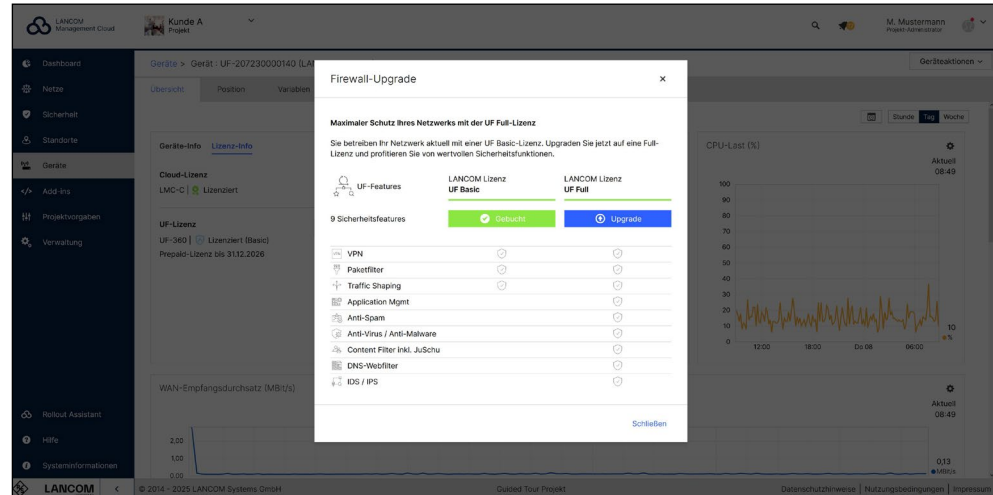 LANCOM
Management Cloud
Kunde A
Projekt
M. Mustermann
Projekt-Administrator
Dashboard
Netze
Sicherheit
Standorte
Geräte
Add-ins
Projektvorgaben
Verwaltung
Rollout Assistant
Hilfe
Systeminformationen
LANCOM
Geräte > Gerät : UF-207230000140 (LA
Geräteaktionen
Übersicht Position Variablen
Stunde Tag Woche
Geräte-Info Lizenz-Info
Cloud-Lizenz
LMC-C | Lizenziert
UF-Lizenz
UF-360 | Lizenziert (Basic)
Prepaid-Lizenz bis 31.12.2026
Firewall-Upgrade
Maximaler Schutz Ihres Netzwerks mit der UF Full-Lizenz
Sie betreiben Ihr Netzwerk aktuell mit einer UF Basic-Lizenz. Upgraden Sie jetzt auf eine Full-
Lizenz und profitieren Sie von wertvollen Sicherheitsfunktionen.
UF-Features
LANCOM Lizenz
UF Basic
LANCOM Lizenz
UF Full
9 Sicherheitsfeatures Gebucht Upgrade
VPN
Paketfilter
Traffic Shaping
Application Mgmt
Anti-Spam
Anti-Virus / Anti-Malware
Content Filter inkl. JuSchu
DNS-Webfilter
IDS / IPS
Schließen
CPU-Last (%)
Aktuell
08:49
100
90
80
70
60
50
40
30
20
10
0
12:00 18:00 Do.08 06:00
10
%
WAN-Empfangsdurchsatz (MBit/s)
Aktuell
08:49
2,00
1,00
0,00
0,13
MBit/s
© 2014 - 2025 LANCOM Systems GmbH
Guided Tour Projekt
Datenschutzhinweise | Nutzungsbedingungen | Impressum